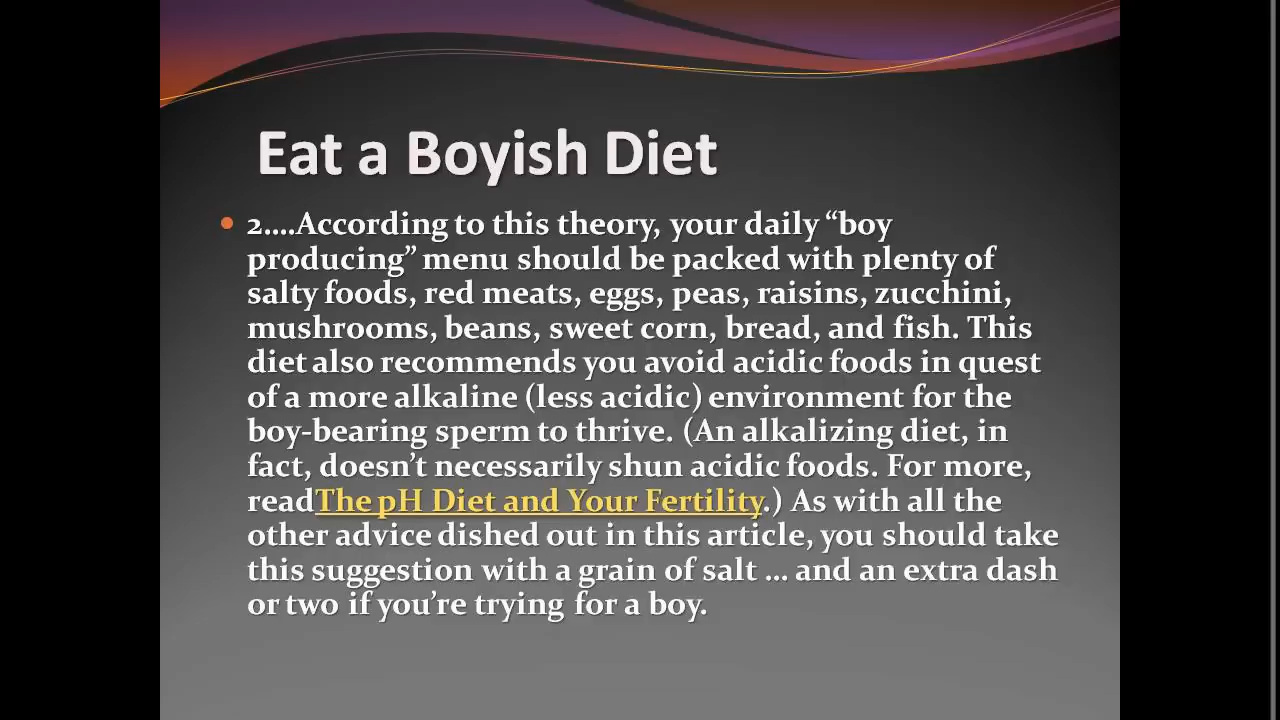 Eat a Boyish Diet
2....According to this theory, your daily “boy
producing” menu should be packed with plenty of
salty foods, red meats, eggs, peas, raisins, zucchini,
mushrooms, beans, sweet corn, bread, and fish. This
diet also recommends you avoid acidic foods in quest
of a more alkaline (less acidic) environment for the
boy-bearing sperm to thrive. (An alkalizing diet, in
fact, doesn’t necessarily shun acidic foods. For more,
readThe pH Diet and Your Fertility.) As with all the
other advice dished out in this article, you should take
this suggestion with a grain of salt ... and an extra dash
or two if you’re trying for a boy.